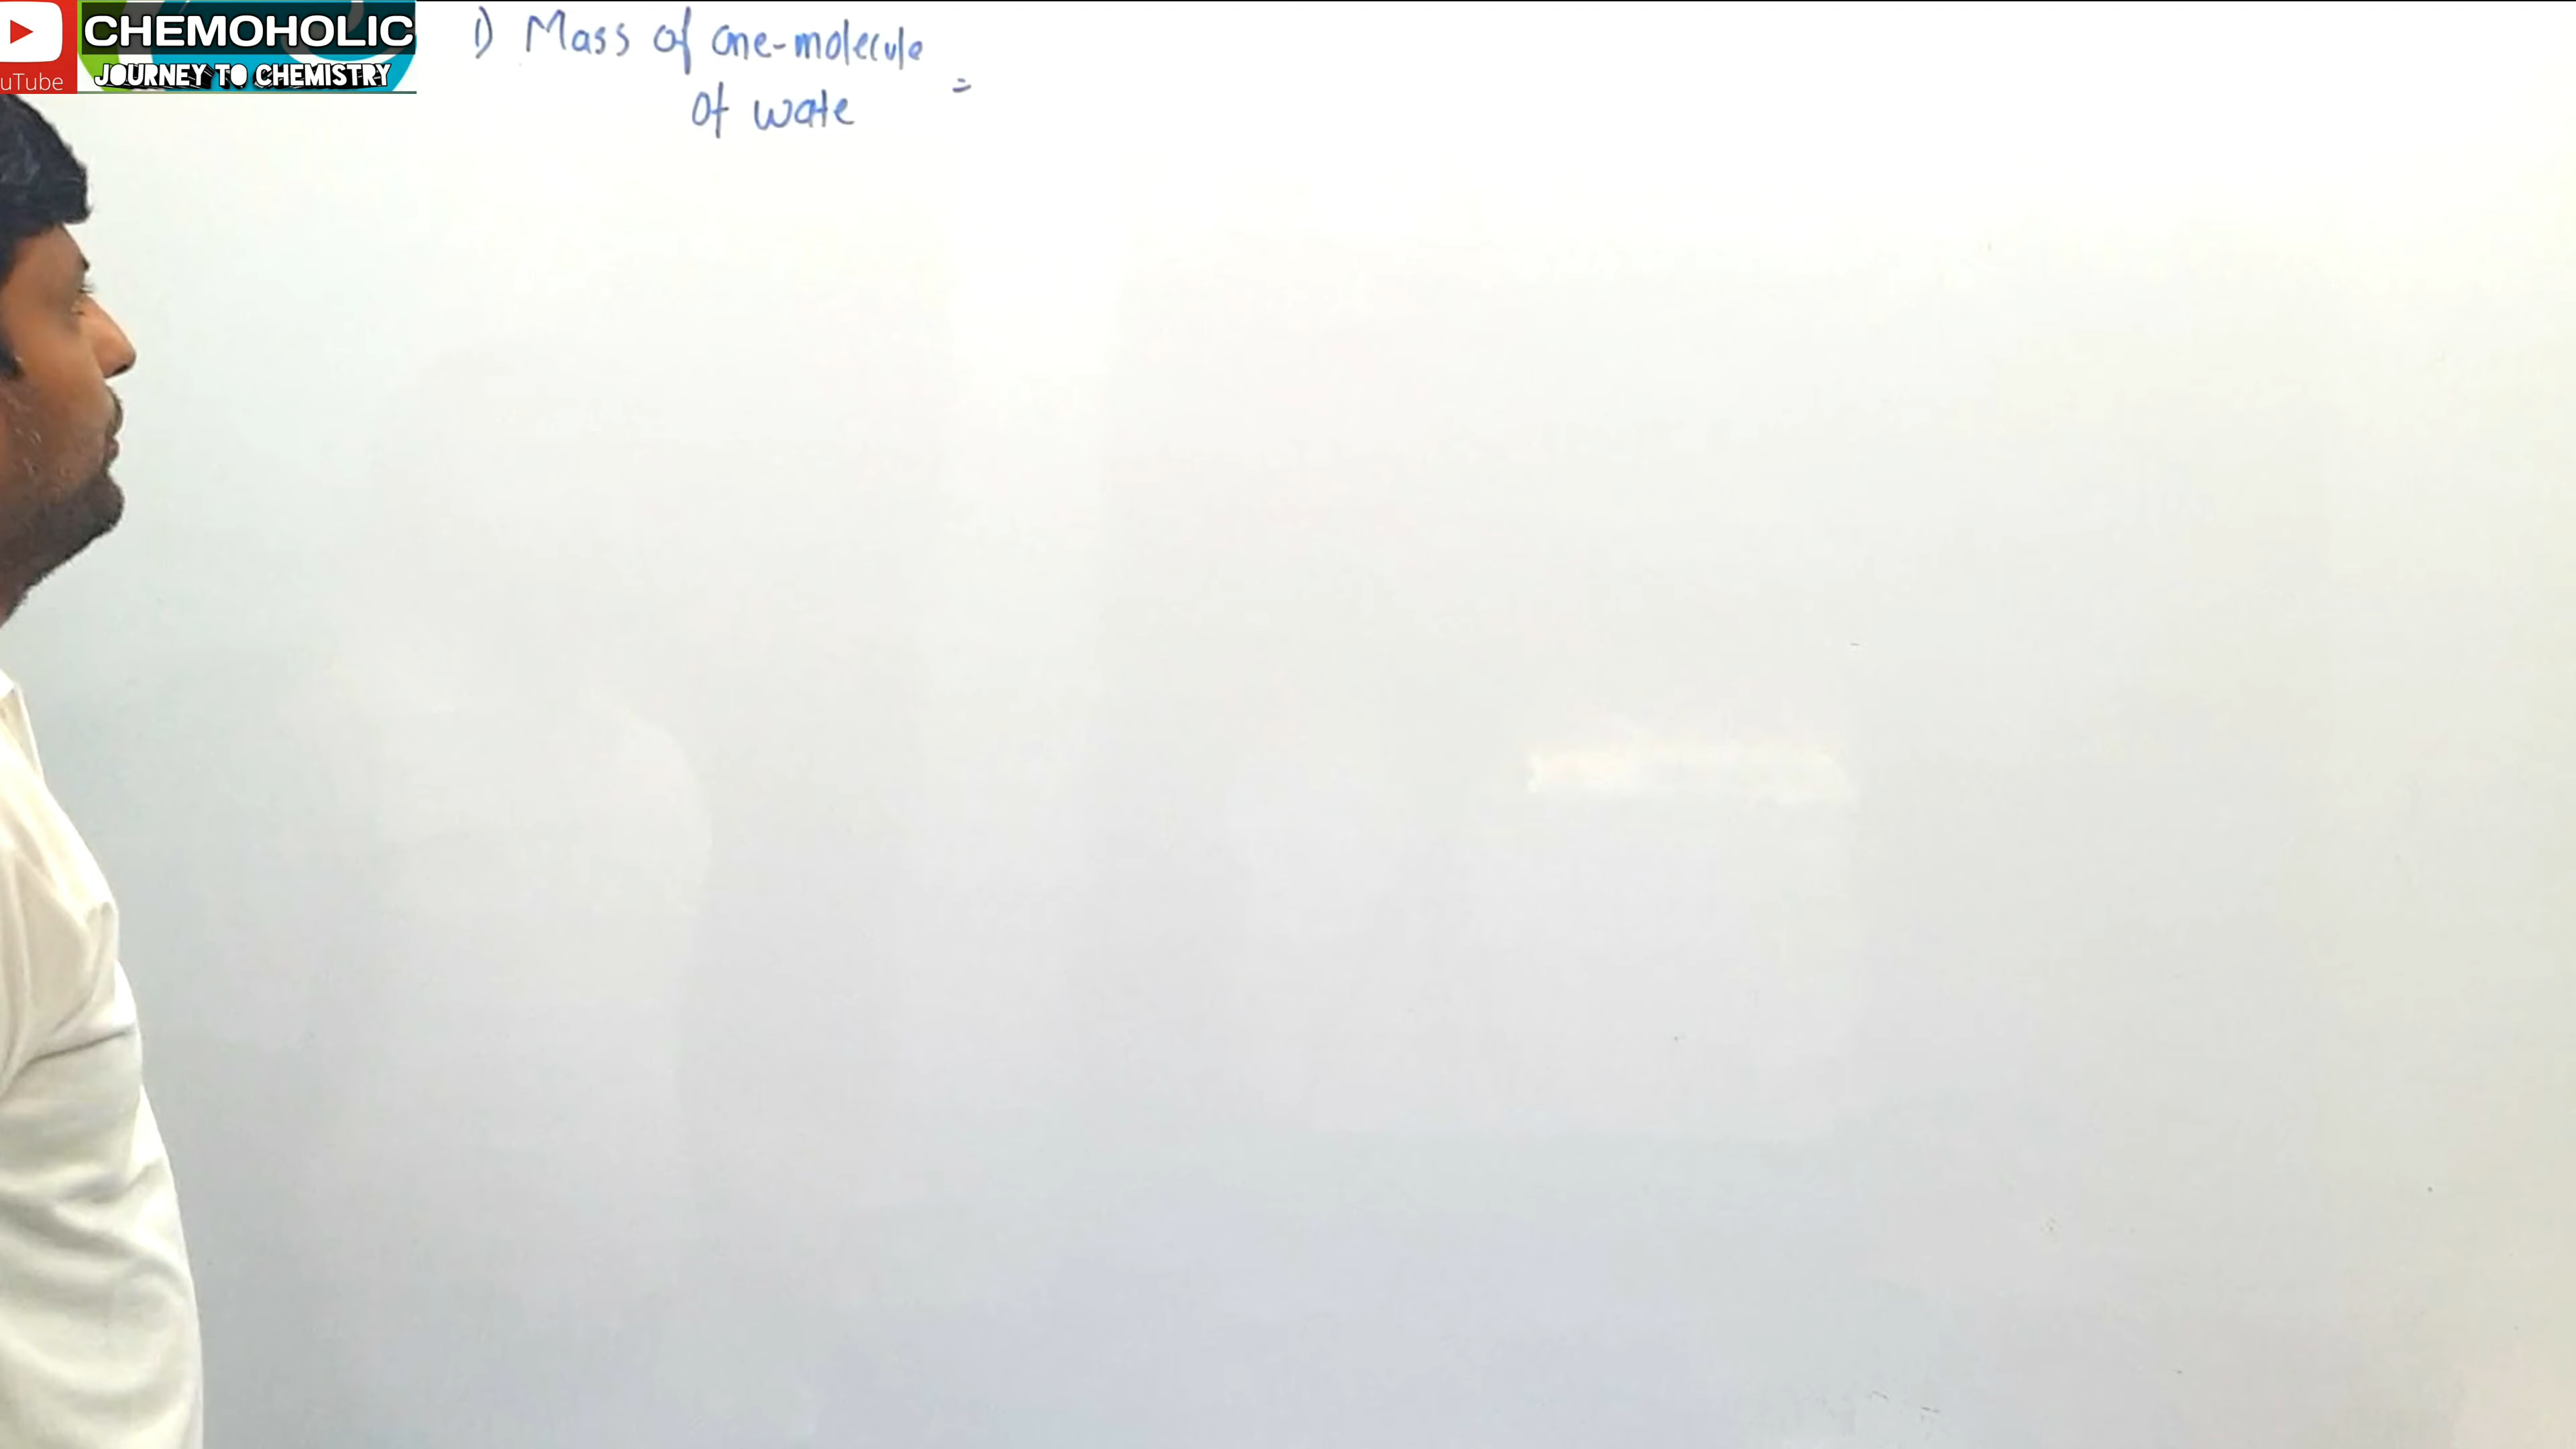 uTube
CHEMOHOLIC
JOURNEY TO CHEMISTRY
1) Mass of one-molecule
of wate =